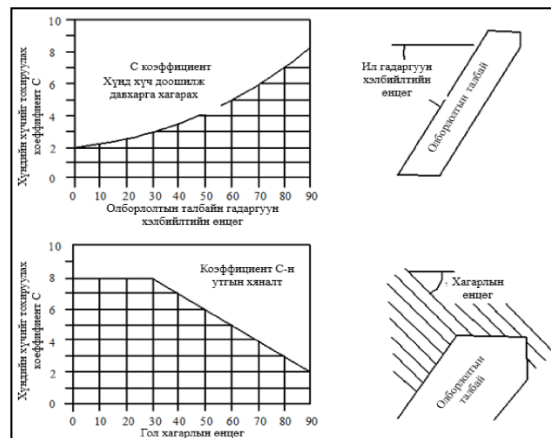 Хүндийн хүчийг тохируулах
коэффициент С
10
8
6
4
2
0
С коэффициент
Хүнд хүч доошилж
давхарга хагарах
0 10 20 30 40 50 60 70 80 90
Олборлолтын талбайн гадаргуун
хэлбийлтийн өнцөг
Ил гадаргуун
хэлбийлтийн
өнцөг
Олборлолтын талбай
Хүндийн хүчийг тохируулах
коэффициент С
10
8
6
4
2
0
Коэффициент С-н
утгын хяналт
0 10 20 30 40 50 60 70 80 90
Гол хагарлын өнцөг
Хагарлын
өнцөг
Олборлолтын
талбай